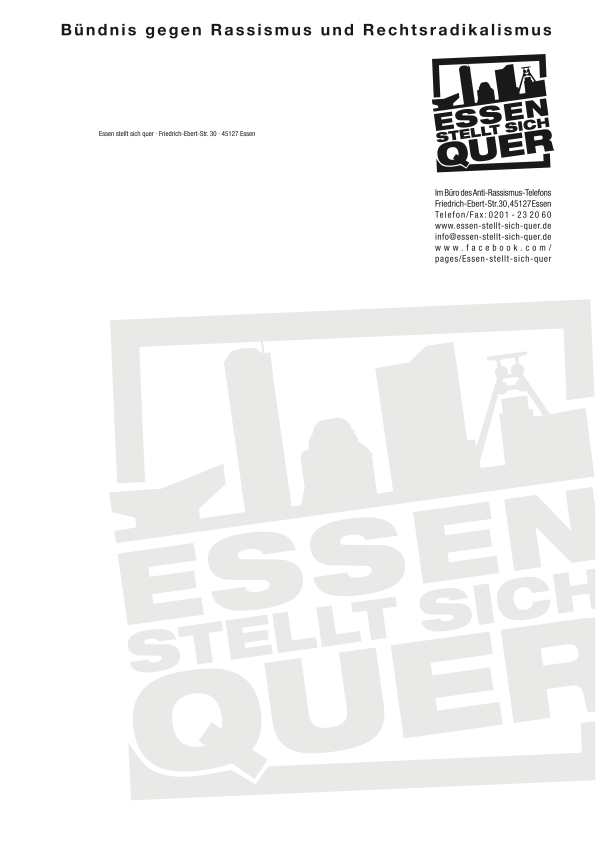 Bündnis gegen Rassismus und Rechtsradikalismus
ESSEN
STELLT SICH
QUER
Essen stellt sich quer · Friedrich-Ebert-Str. 30 · 45127 Essen
Im Büro des Anti-Rassismus-Telefons
Friedrich-Ebert-Str. 30, 45127 Essen
Telefon/Fax: 0201 - 23 20 60
www.essen-stellt-sich-quer.de
info@essen-stellt-sich-quer.de
www.facebook.com/
pages/Essen-stellt-sich-quer
ESSEN
STELLT SICH
QUER